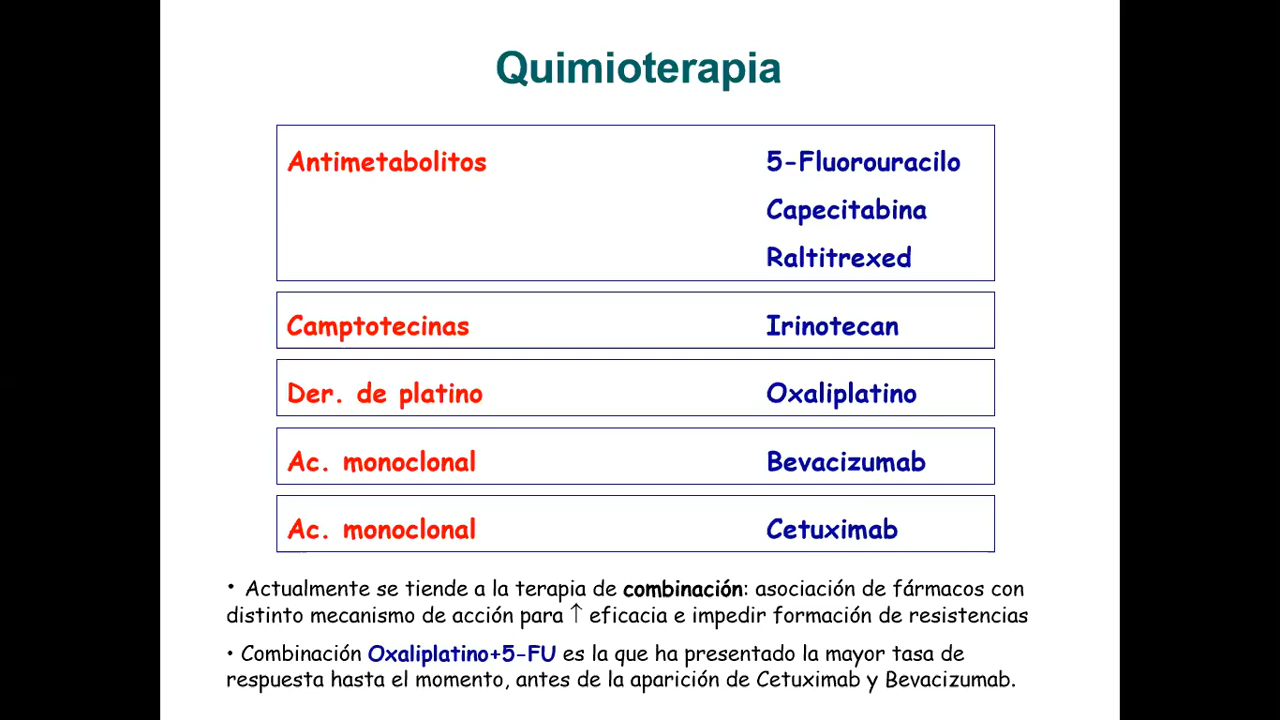 Quimioterapia
Antimetabolitos 5-Fluorouracilo
Capecitabina
Raltitrexed
Camptotecinas Irinotecan
Der. de platino Oxaliplatino
Ac. monoclonal Bevacizumab
Ac. monoclonal Cetuximab
• Actualmente se tiende a la terapia de combinación: asociación de fármacos con
distinto mecanismo de acción para ↑ eficacia e impedir formación de resistencias
• Combinación Oxaliplatino+5-FU es la que ha presentado la mayor tasa de
respuesta hasta el momento, antes de la aparición de Cetuximab y Bevacizumab.